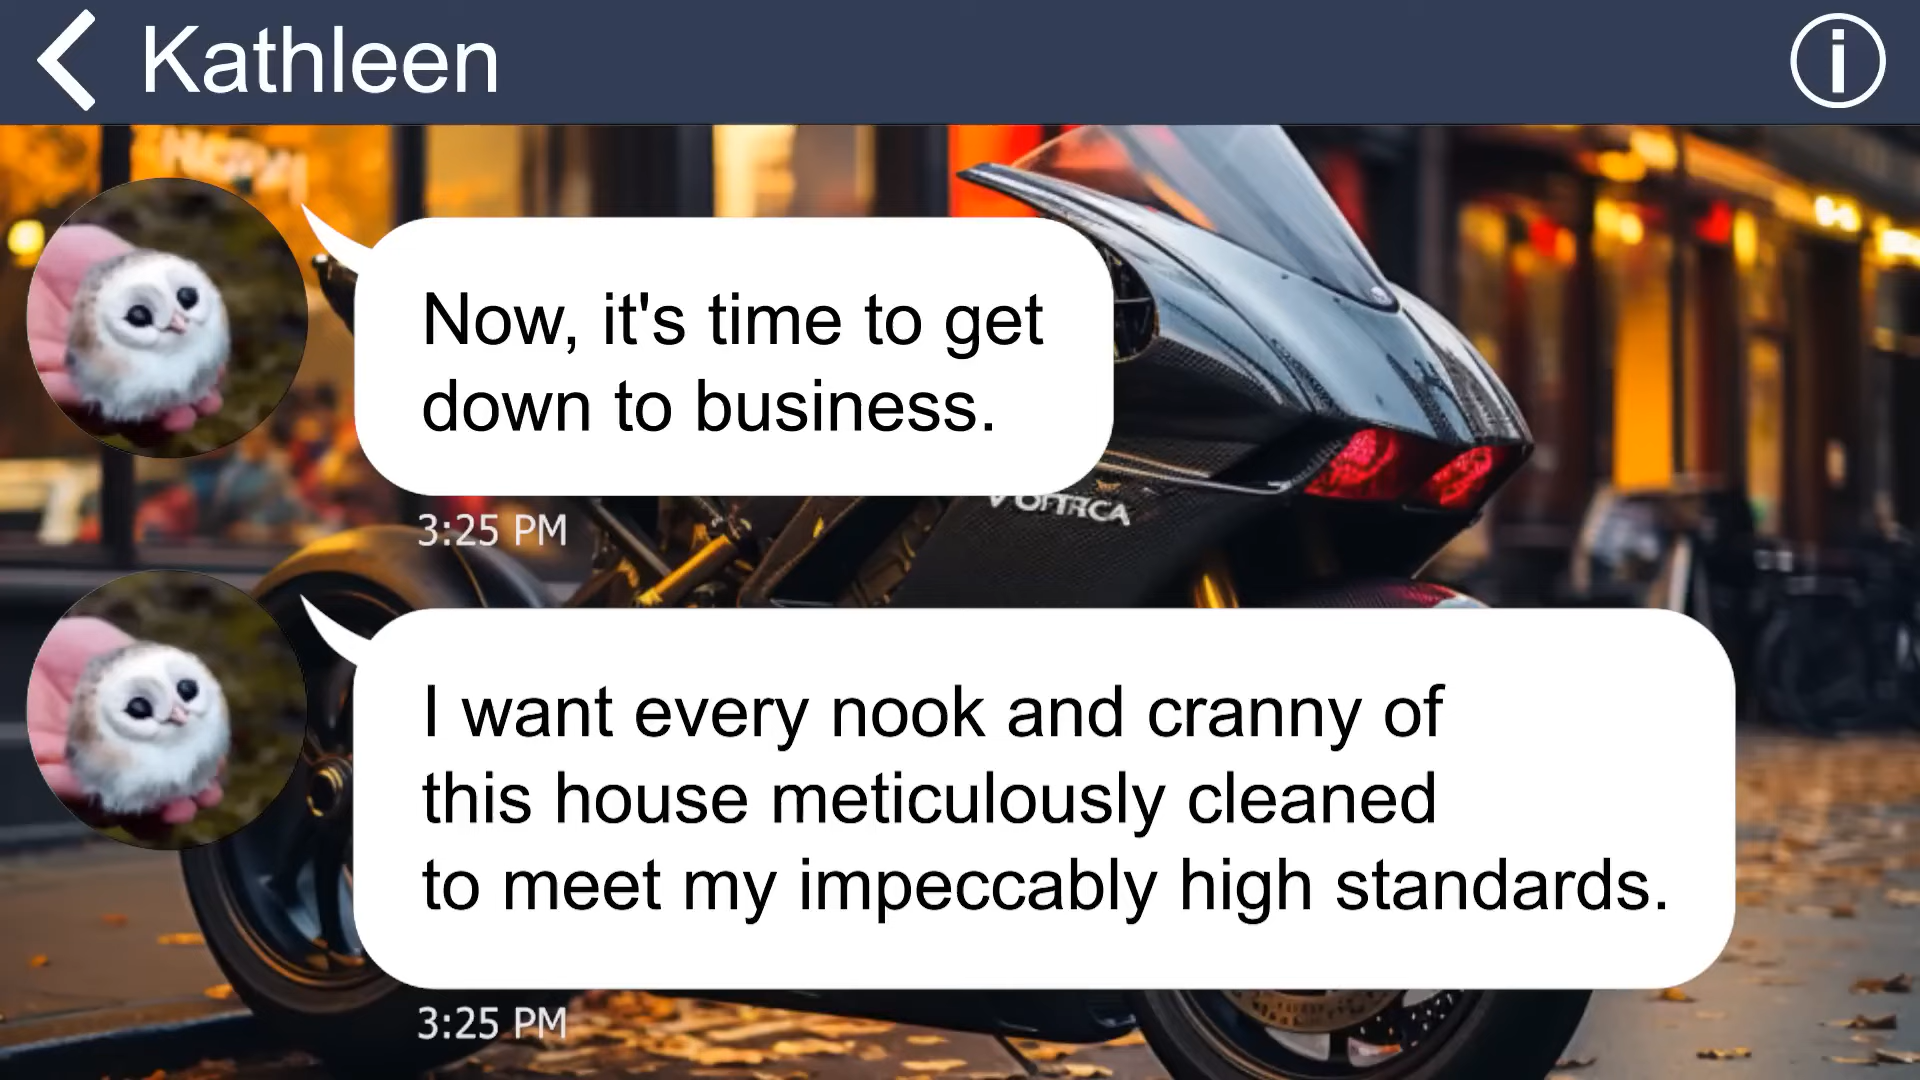 Kathleen
Now, it's time to get
down to business.
3:25 PM
I want every nook and cranny of
this house meticulously cleaned
to meet my impeccably high standards.
3:25 PM